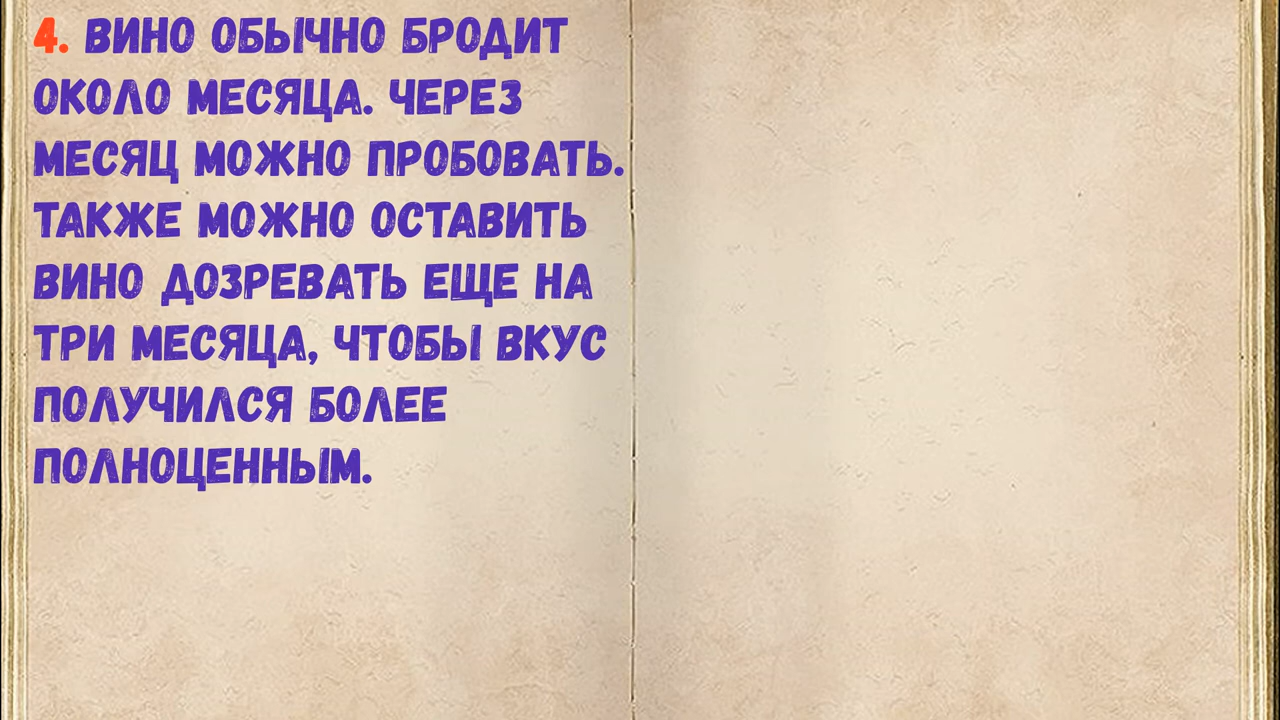 4. ВИНО ОБЫЧНО БРОДИТ
ОКОЛО МЕСЯЦА. ЧЕРЕЗ
МЕСЯЦ МОЖНО ПРОБОВАТЬ.
ТАКЖЕ МОЖНО ОСТАВИТЬ
ВИНО ДОЗРЕВАТЬ ЕЩЕ НА
ТРИ МЕСЯЦА, ЧТОБЫ ВКУС
ПОЛУЧИЛСЯ БОЛЕЕ
ПОЛНОЦЕННЫМ.